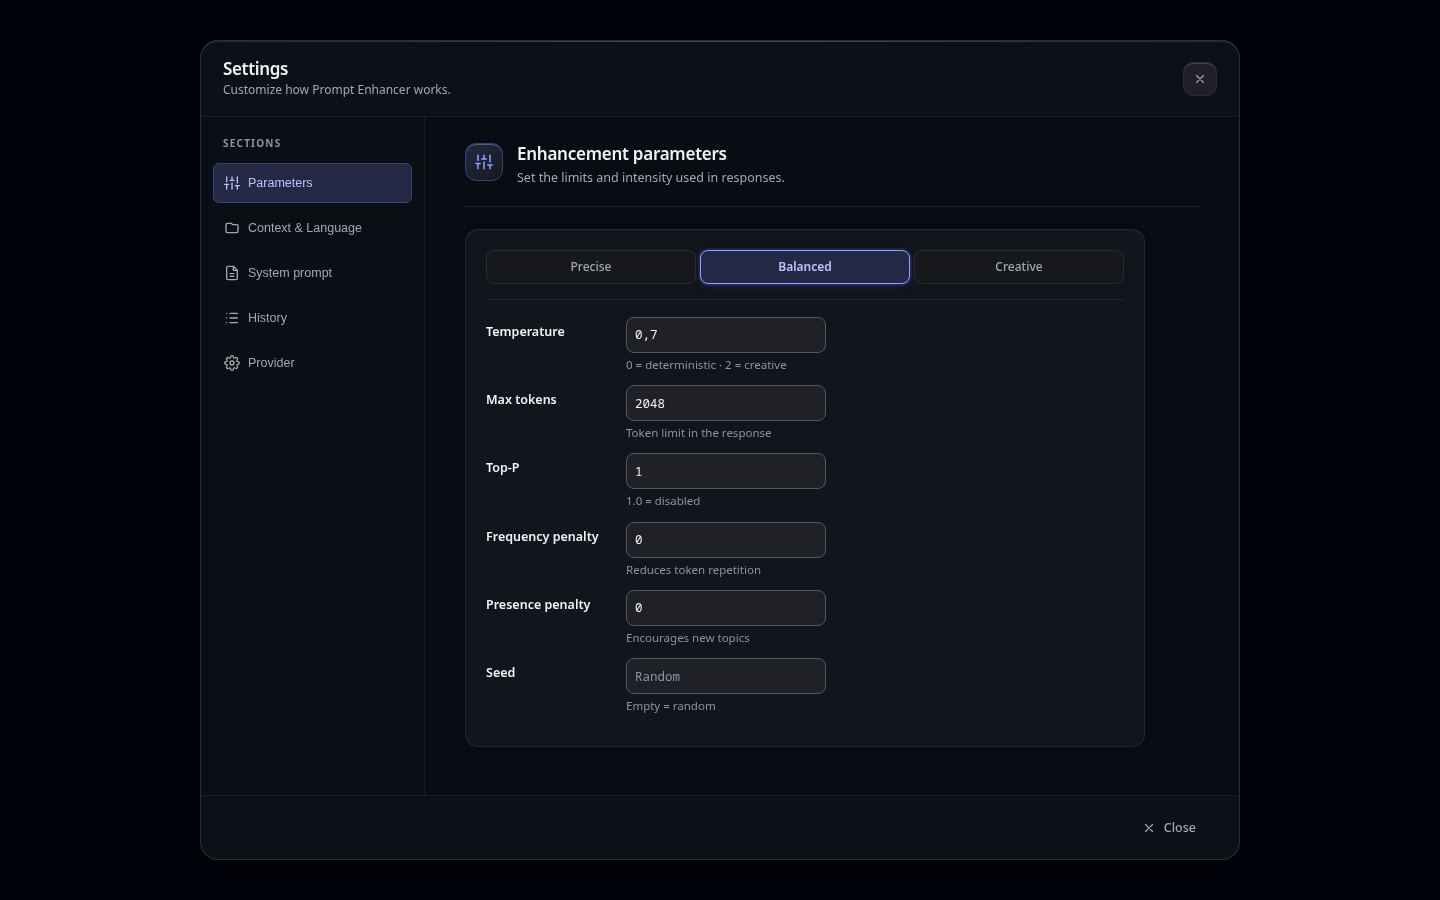 Settings
Customize how Prompt Enhancer works.
SECTIONS
Parameters
Context & Language
System prompt
History
Provider
Enhancement parameters
Set the limits and intensity used in responses.
Precise
Balanced
Creative
Temperature
0,7
0 = deterministic · 2 = creative
Max tokens
2048
Token limit in the response
Top-P
1
1.0 = disabled
Frequency penalty
0
Reduces token repetition
Presence penalty
0
Encourages new topics
Seed
Random
Empty = random
Close